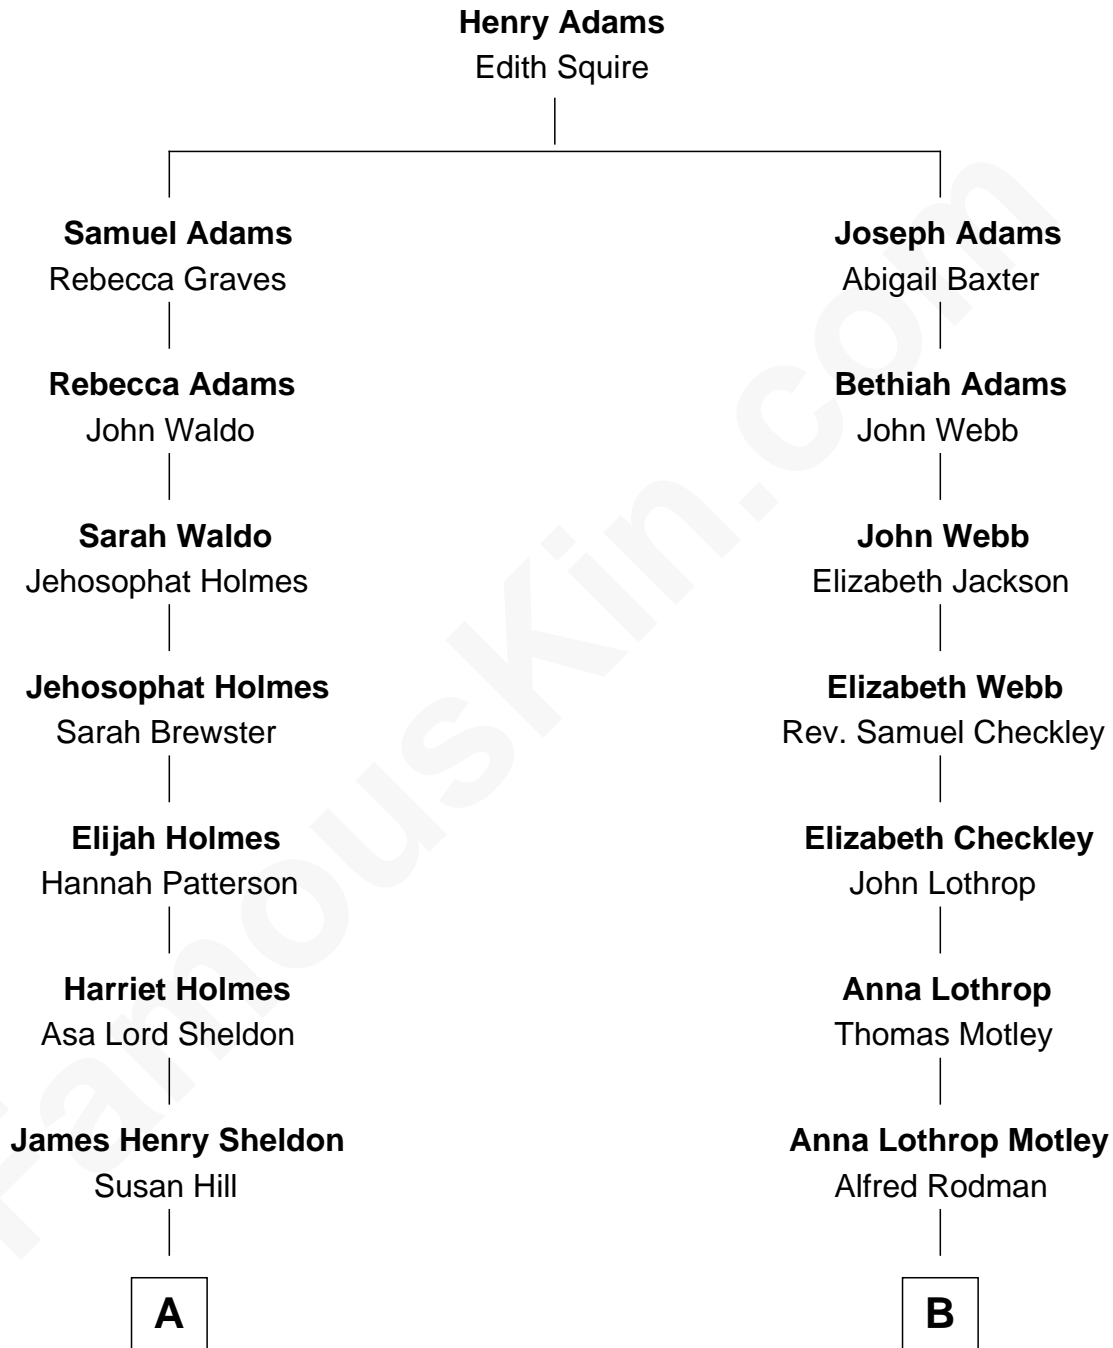 Henry Adams
Edith Squire
Samuel Adams
Rebecca Graves
Joseph Adams
Abigail Baxter
Rebecca Adams
John Waldo
Bethiah Adams
John Webb
Sarah Waldo
Jehosophat Holmes
John Webb
Elizabeth Jackson
Jehosophat Holmes
Sarah Brewster
Elizabeth Webb
Rev. Samuel Checkley
Elijah Holmes
Hannah Patterson
Elizabeth Checkley
John Lothrop
Harriet Holmes
Asa Lord Sheldon
Anna Lothrop
Thomas Motley
James Henry Sheldon
Susan Hill
Anna Lothrop Motley
Alfred Rodman
A
B
FamousKin.com